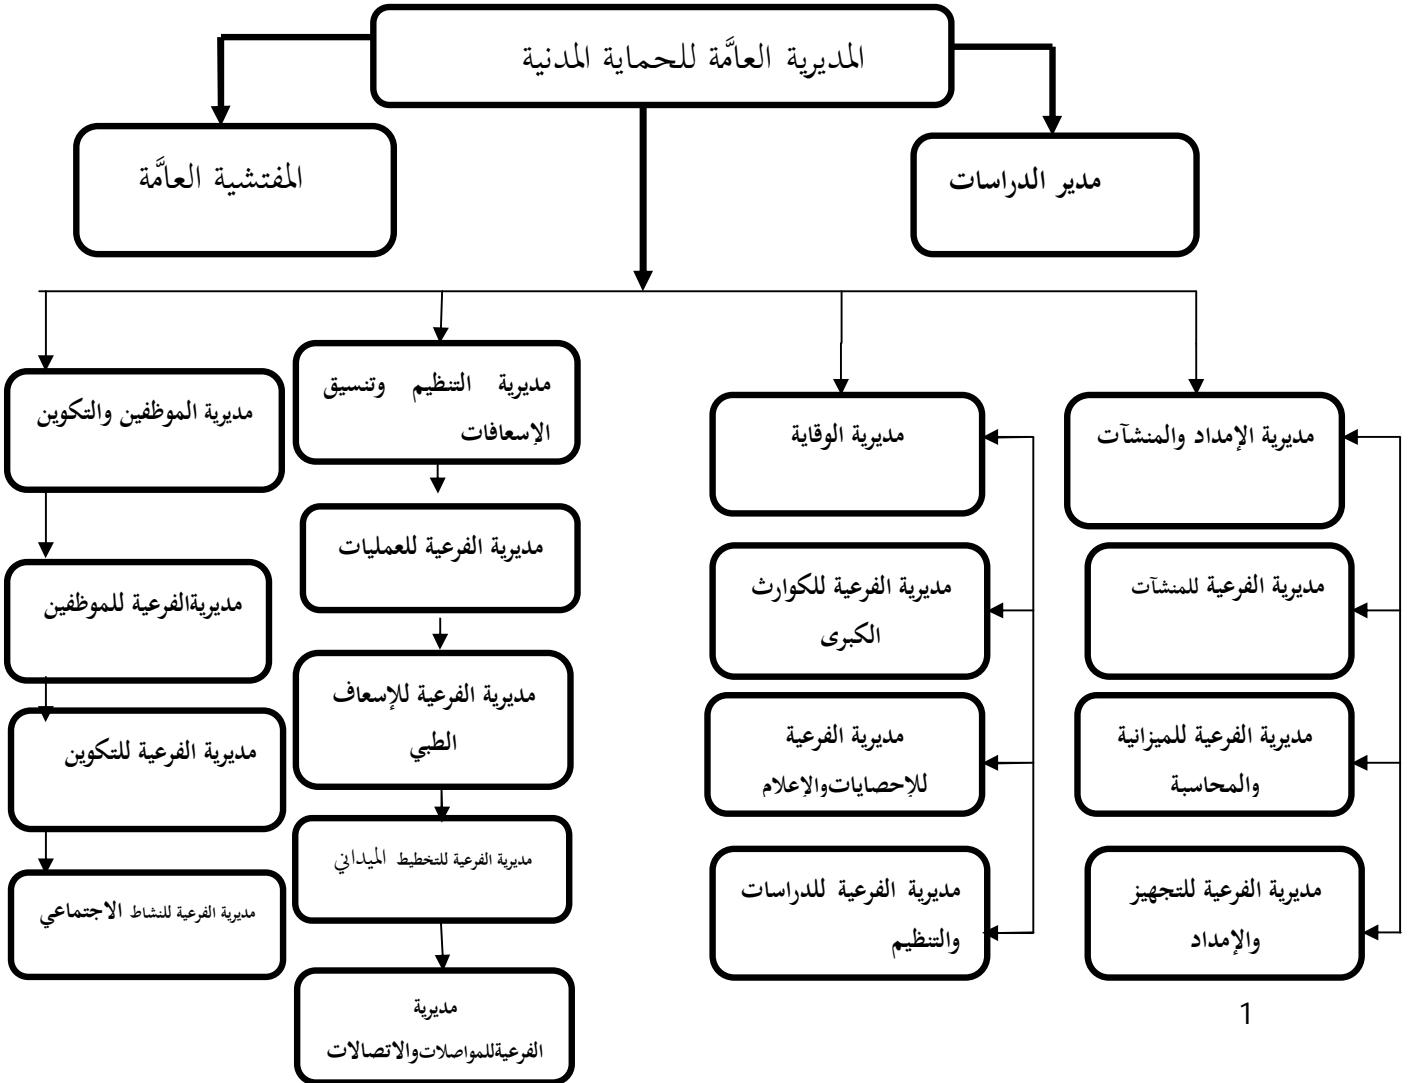 المديرية العامَّة للحماية المدنية
مدير الدراسات
المفتشية العامَّة
مديرية الإمداد والمنشآت
مديرية الفرعية للمنشآت
مديرية الفرعية للميزانية
والمحاسبة
مديرية الفرعية للتجهيز
والإمداد
مديرية الوقاية
مديرية الفرعية للكوارث
الكبرى
مديرية الفرعية
للإحصايات والإعلام
مديرية الفرعية للدراسات
والتنظيم
مديرية التنظيم وتنسيق
الإسعافات
مديرية الفرعية للعمليات
مديرية الفرعية للإسعاف
الطبي
مديرية الفرعية للتخطيط الميداني
مديرية
الفرعية للمواصلات والاتصالات
مديرية الموظفين والتكوين
مديريةالفرعية للموظفين
مديرية الفرعية للتكوين
مديرية الفرعية للنشاط الاجتماعي
1